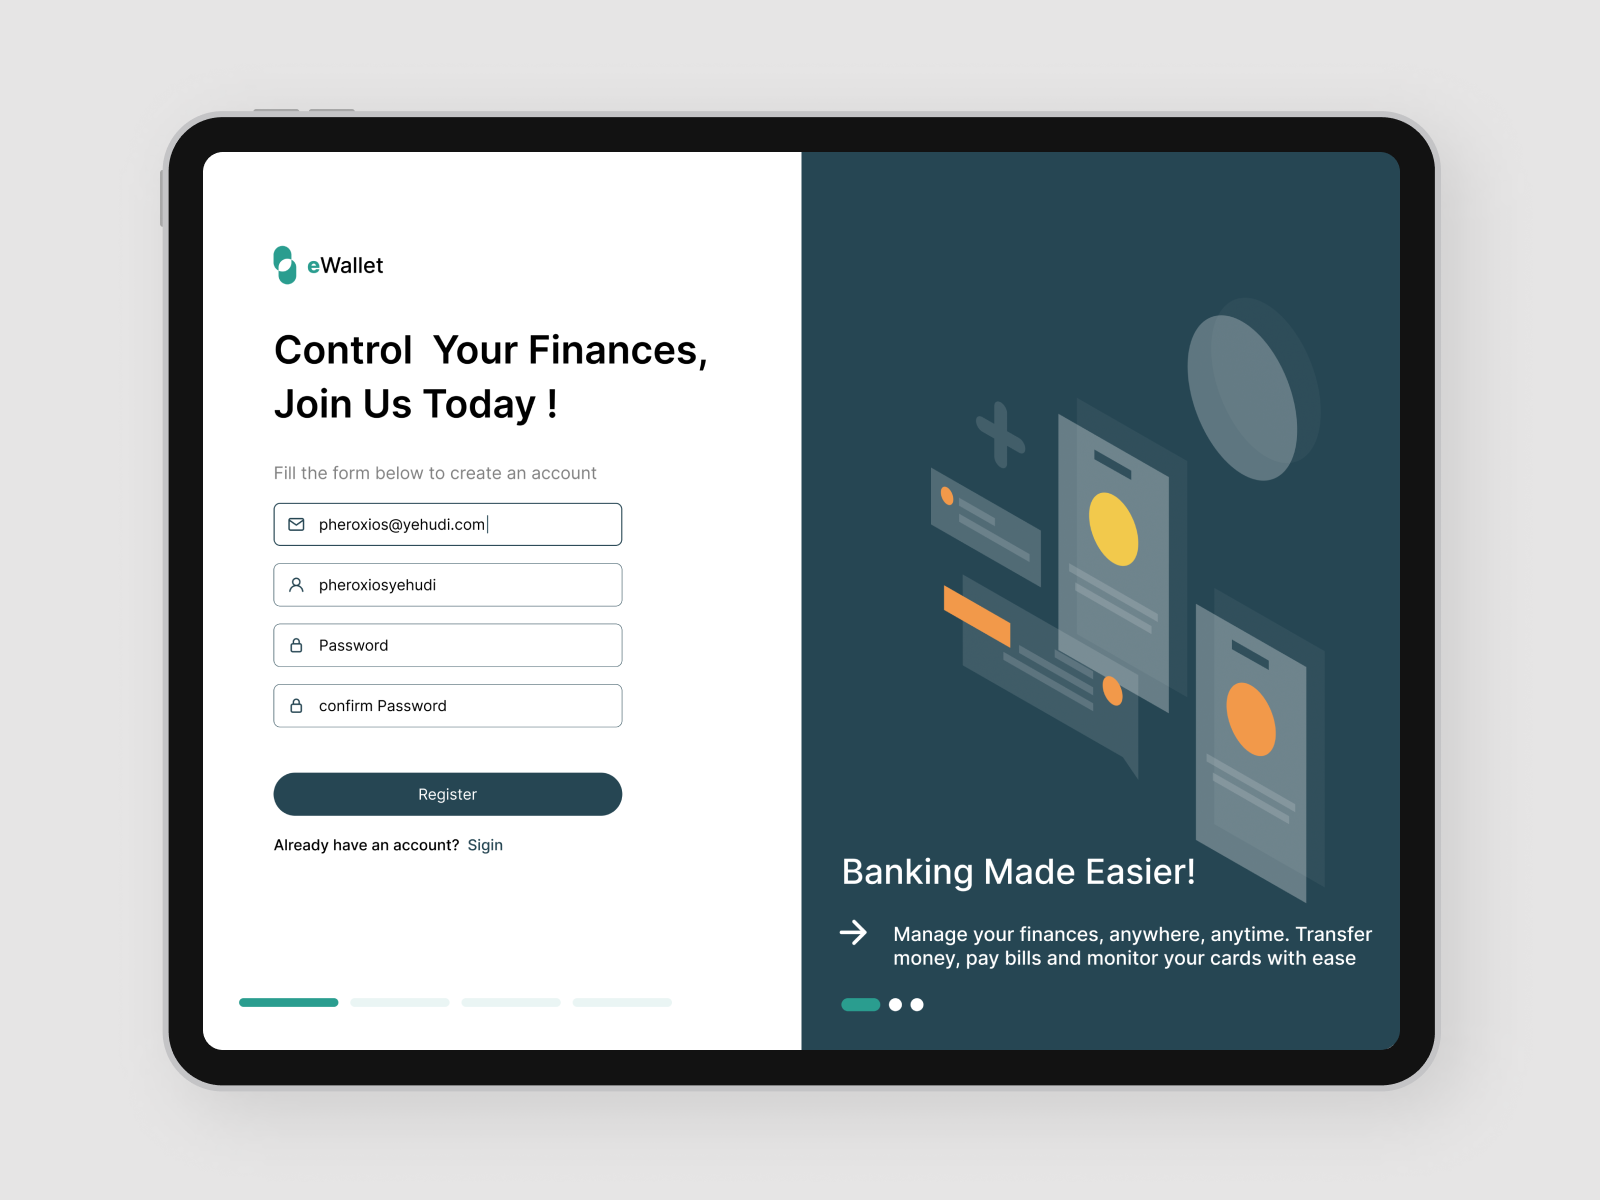 eWallet
Control  Your Finances,
Join Us Today !
Fill the form below to create an account
pheroxios@yehudi.com
pheroxiosyehudi
Password
confirm Password
Register
Already have an account?  Sigin
Banking Made Easier!
Manage your finances, anywhere, anytime. Transfer
money, pay bills and monitor your cards with ease